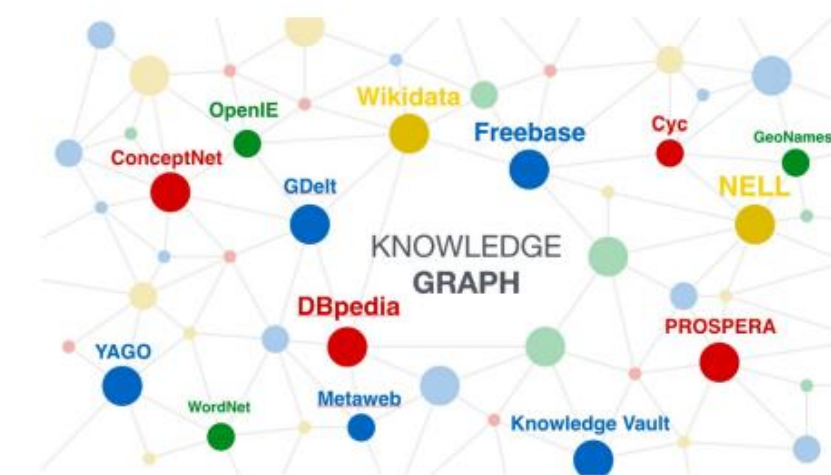 Wikidata
OpenIE
Freebase
Cyc
GeoNames
ConceptNet
GDelt
NELL
KNOWLEDGE
GRAPH
DBpedia
PROSPERA
YAGO
Metaweb
WordNet
Knowledge Vault